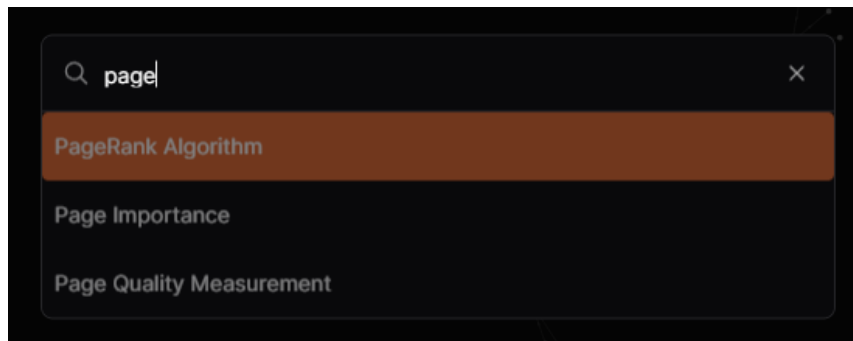 page
PageRank Algorithm
Page Importance
Page Quality Measurement